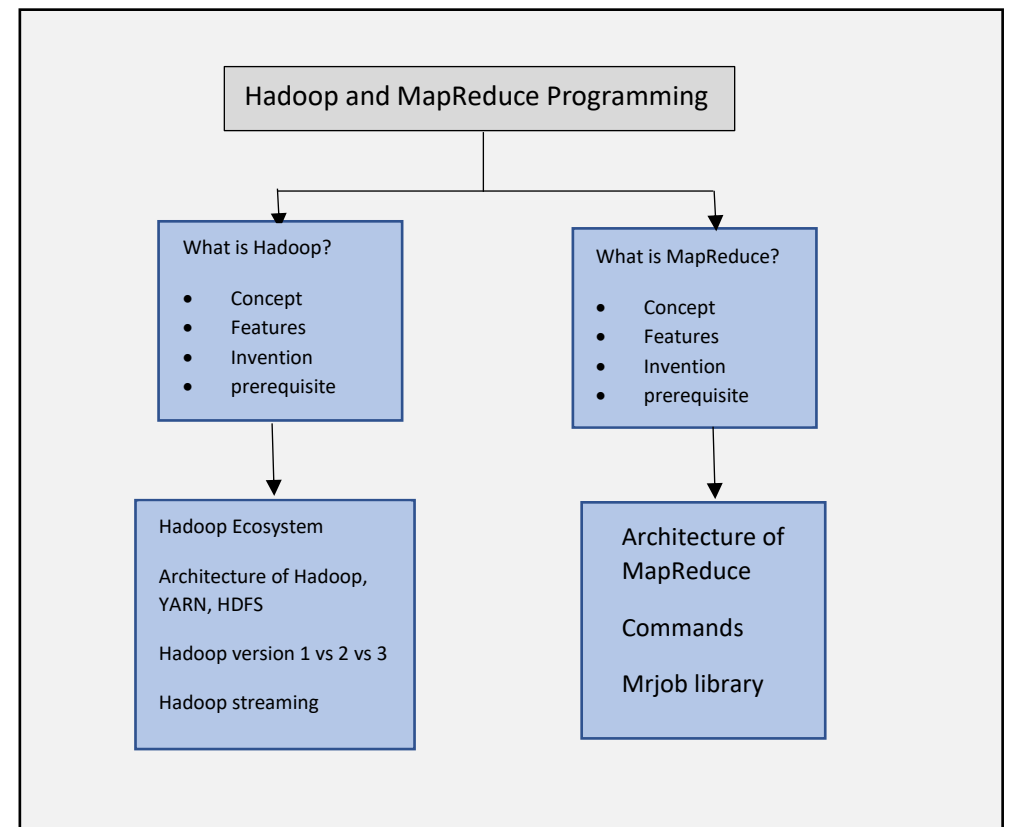 Hadoop and MapReduce Programming
What is Hadoop?
• Concept
• Features
• Invention
• prerequisite
What is MapReduce?
• Concept
• Features
• Invention
• prerequisite
Hadoop Ecosystem
Architecture of Hadoop,
YARN, HDFS
Hadoop version 1 vs 2 vs 3
Hadoop streaming
Architecture of
MapReduce
Commands
Mrjob library